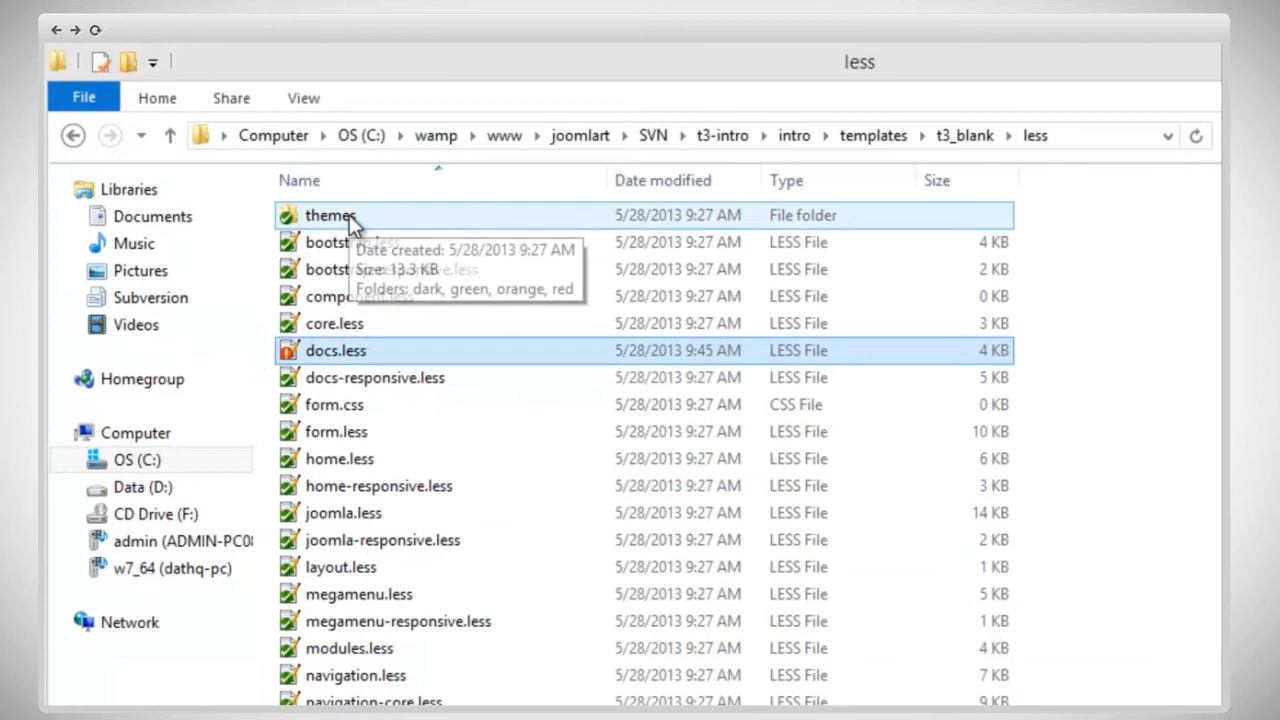 less
File Home Share View
Computer OS (C:) wamp www joomlart SVN t3-intro intro templates t3_blank less
Name Date modified Type Size
Libraries
Documents
Music
Pictures
Subversion
Videos
Homegroup
Computer
OS (C:)
Data (D:)
CD Drive (F:)
admin (ADMIN-PC08
w7_64 (dathq-pc)
Network
themes 5/28/2013 9:27 AM File folder
5/28/2013 9:27 AM LESS File 4 KB
Date created: 5/28/2013 9:27 AM
5/28/2013 9:27 AM LESS File 2 KB
Size: 13.3 KB
Folders: dark, green, orange, red
5/28/2013 9:27 AM LESS File 0 KB
core.less 5/28/2013 9:27 AM LESS File 3 KB
docs.less 5/28/2013 9:45 AM LESS File 4 KB
docs-responsive.less 5/28/2013 9:27 AM LESS File 5 KB
form.css 5/28/2013 9:27 AM CSS File 0 KB
form.less 5/28/2013 9:27 AM LESS File 10 KB
home.less 5/28/2013 9:27 AM LESS File 6 KB
home-responsive.less 5/28/2013 9:27 AM LESS File 3 KB
joomla.less 5/28/2013 9:27 AM LESS File 14 KB
joomla-responsive.less 5/28/2013 9:27 AM LESS File 2 KB
layout.less 5/28/2013 9:27 AM LESS File 1 KB
megamenu.less 5/28/2013 9:27 AM LESS File 5 KB
megamenu-responsive.less 5/28/2013 9:27 AM LESS File 1 KB
modules.less 5/28/2013 9:27 AM LESS File 4 KB
navigation.less 5/28/2013 9:27 AM LESS File 7 KB
navigation-core.less 5/28/2013 9:27 AM LESS File 9 KB